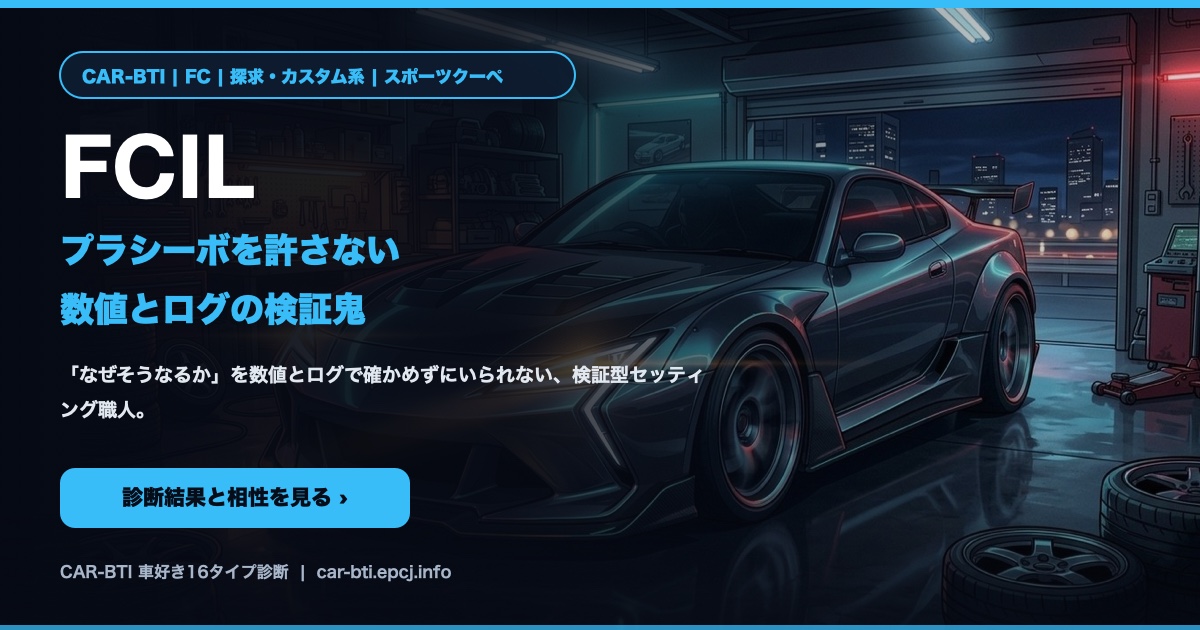 CAR-BTI | FC | 探求・カスタム系 | スポーツクーペ
FCIL
プラシーボを許さない
数値とログの検証鬼
「なぜそうなるか」を数値とログで確かめずにいられない、検証型セッティ
ング職人。
診断結果と相性を見る ›
CAR-BTI 車好き16タイプ診断 | car-bti.epcj.info